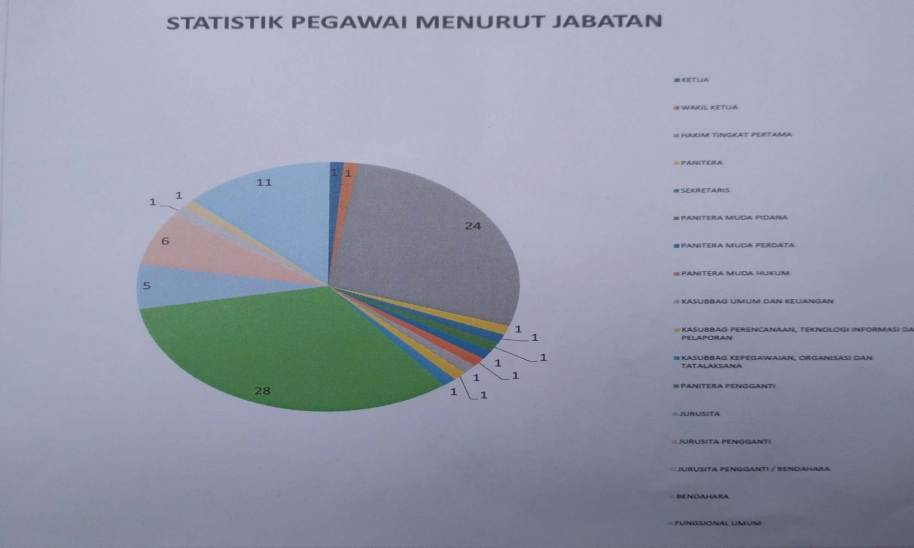 STATISTIK PEGAWAI MENURUT JABATAN
KETUA
WAKIL KETUA
HAKIM TINGKAT PERTAMA
PANITERA
SEKRETARIS
PANITERA MUDA PIDANA
PANITERA MUDA PERDATA
PANITERA MUDA HUKUM
KASUBBAG UMUM DAN KEUANGAN
KASUBBAG PERENCANAAN, TEKNOLOGI INFORMASI DA
PELAPORAN
KASUBBAG KEPEGAWAIAN, ORGANISASI DAN
TATALAKSANA
PANITERA PENGGANTI
JURUSITA
JURUSITA PENGGANTI
JURUSITA PENGGANTI / BENDAHARA
BENDAHARA
FUNGSIONAL UMUM
1
1
24
1
1
1
1
1
1
1
1
28
5
6
1
1
11